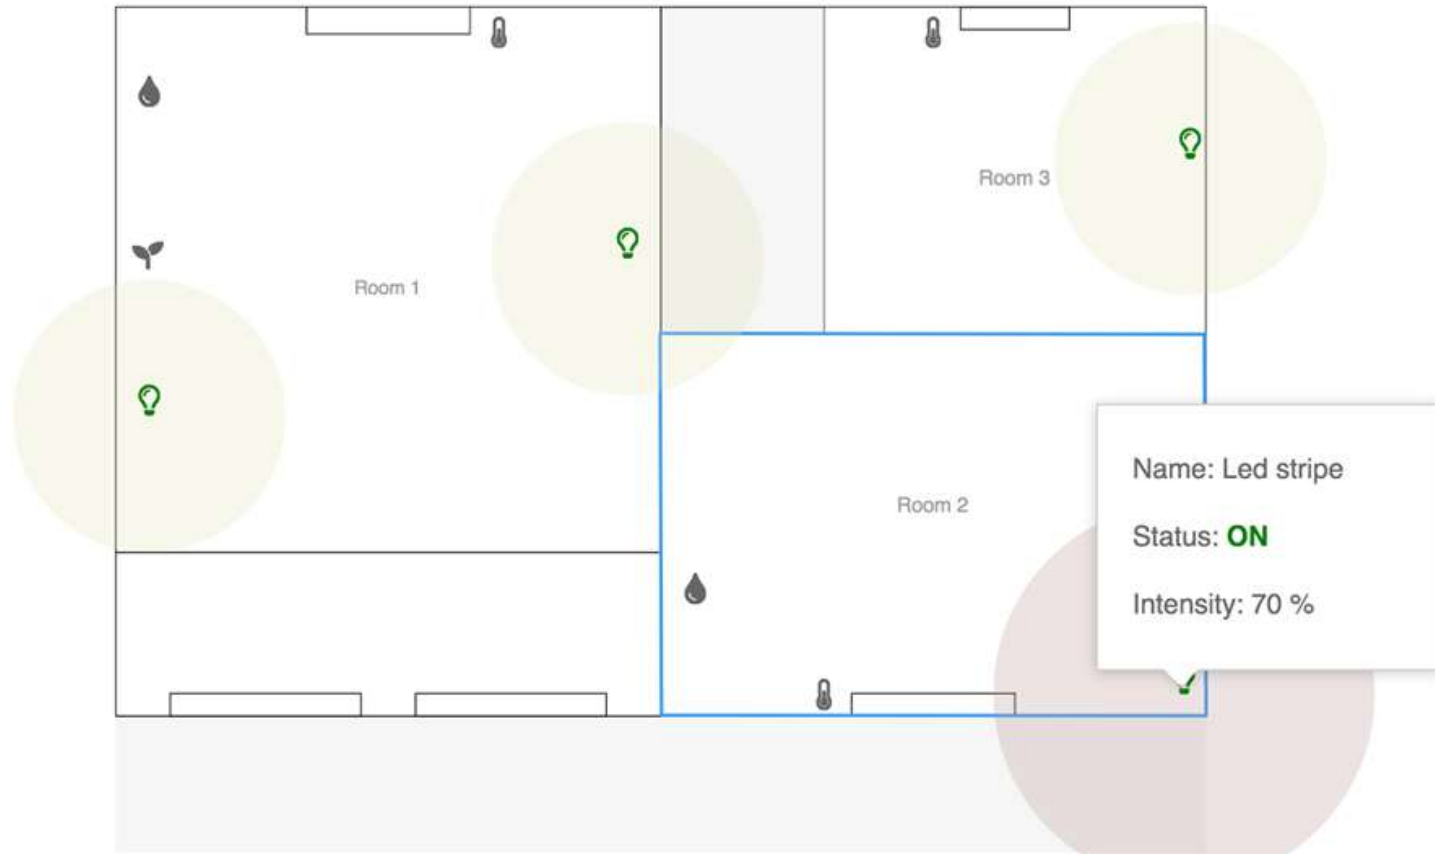 Room 3
Room 1
Name: Led stripe
Room 2
Status: ON
Intensity: 70 %